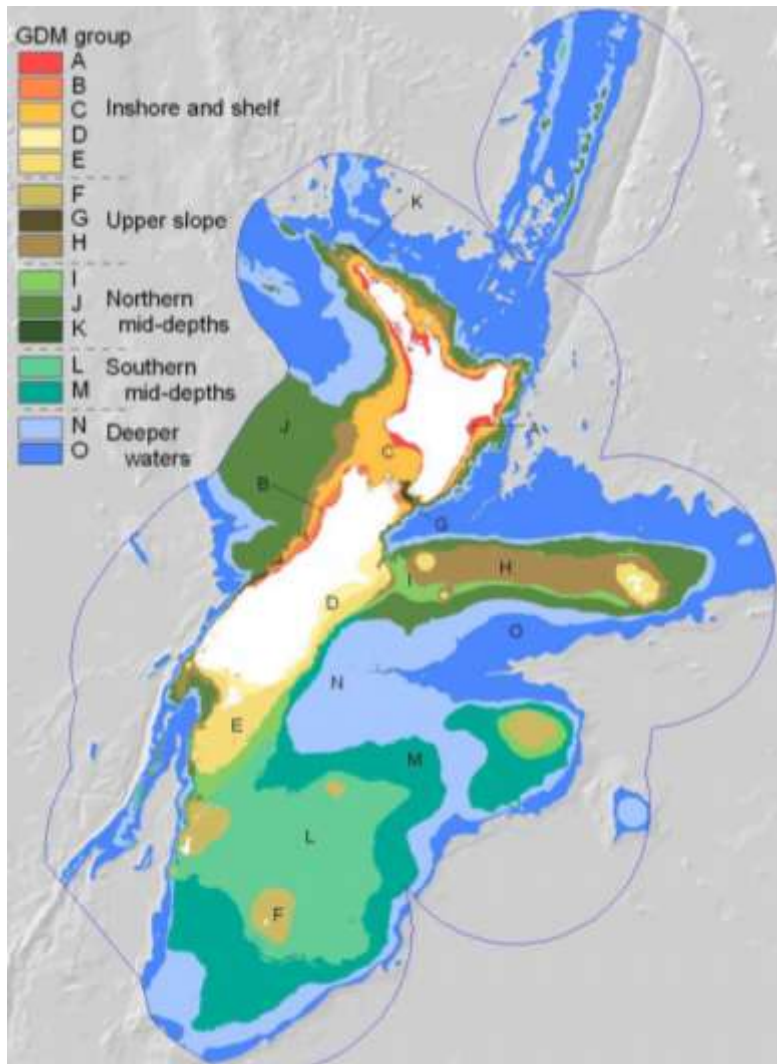 GDM group
A
B
C Inshore and shelf
D
E
F
G Upper slope
H
I
J Northern
K mid-depths
L Southern
M mid-depths
N Deeper
O waters
K
J
A
C
B
G
H
I
D
O
N
E
M
L
F